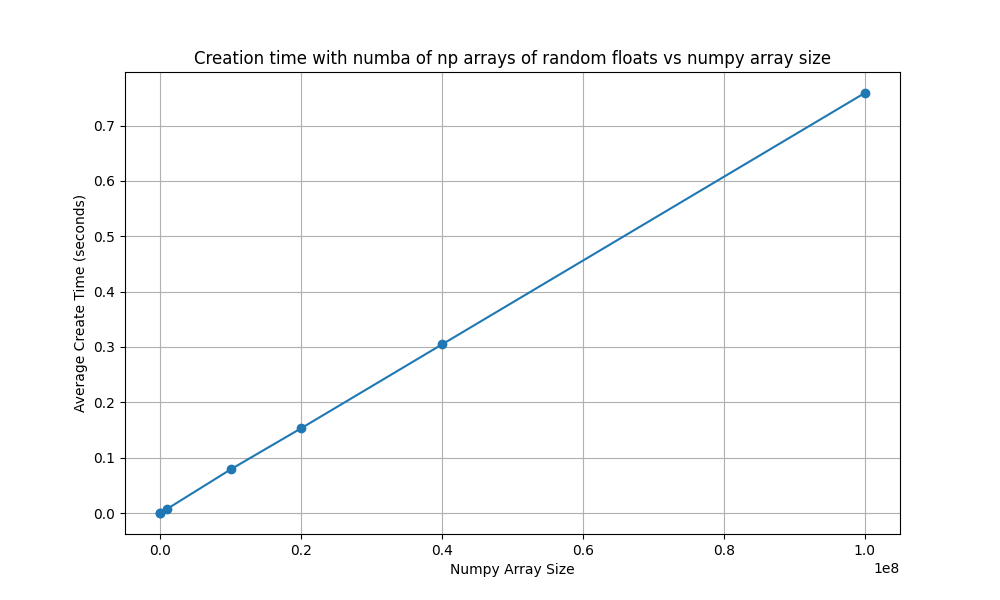 Creation time with numba of np arrays of random floats vs numpy array size
Average Create Time (seconds)
0.7
0.6
0.5
0.4
0.3
0.2
0.1
0.0
0.0 0.2 0.4 0.6 0.8 1.0
1e8
Numpy Array Size